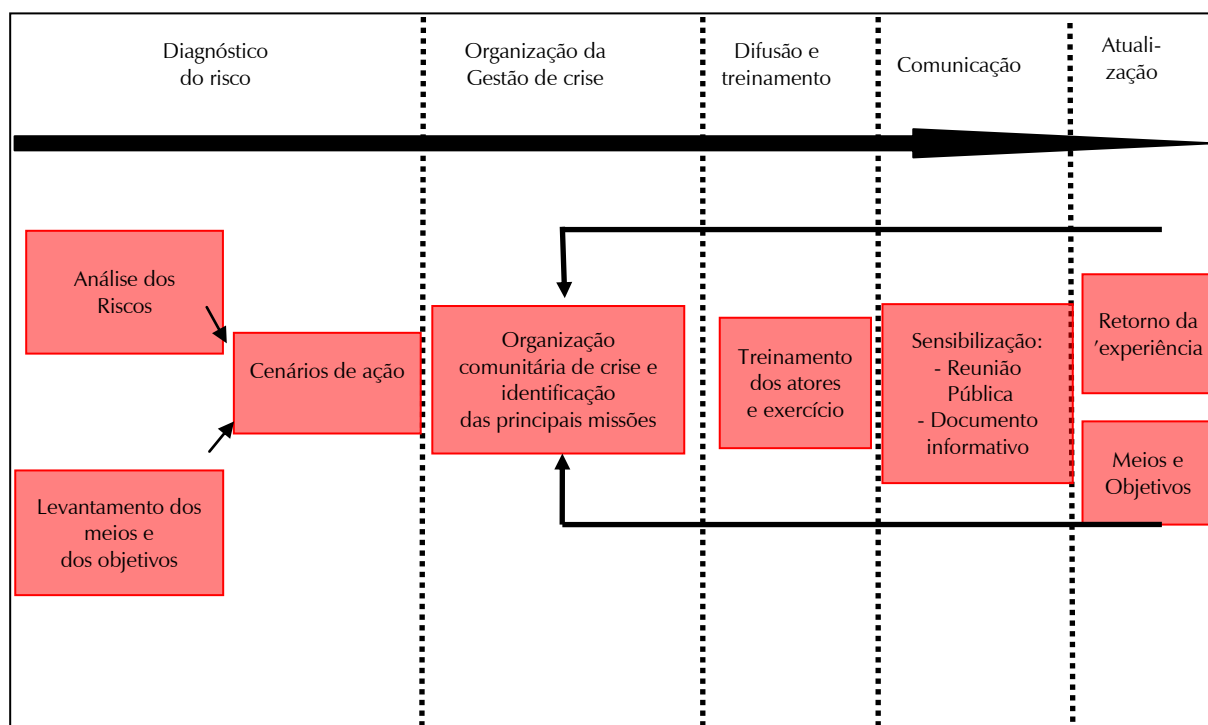 Diagnóstico
do risco
Organização da
Gestão de crise
Difusão e
treinamento
Comunicação
Atuali-
zação
Análise dos
Riscos
Cenários de ação
Levantamento dos
meios e
dos objetivos
Organização
comunitária de crise e
identificação
das principais missões
Treinamento
dos atores
e exercício
Sensibilização:
- Reunião
Pública
- Documento
informativo
Retorno da
’experiência
Meios e
Objetivos